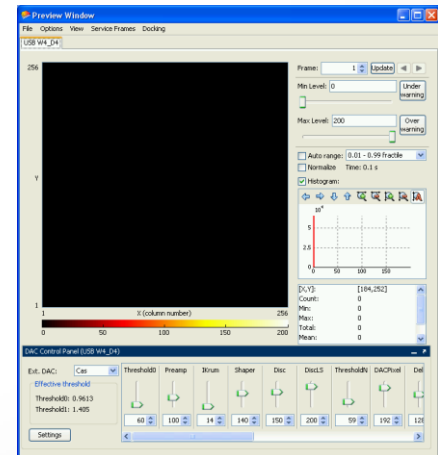 Preview Window
File Options View Service Frames Docking
USB W4_D4
256
Y
1
1 X (column number) 256
0 50 100 150 200
Frame: 1 Update
Min Level: 0 Under warning
Max Level: 200 Over warning
Auto range: 0.01 - 0.99 fractile
Normalize Time: 0.1 s
Histogram:
5
2.5
0
0 50 100 150
[X,Y]: [184,252]
Count: 0
Min: 0
Max: 0
Total: 0
Mean: 0
DAC Control Panel (USB W4_D4)
Ext. DAC: Cas
Effective threshold
Threshold0: 0.9613
Threshold1: 1.485
Settings
Threshold0 Preamp IKrum Shaper Disc DiscLS ThresholdN DACPixel Del
60 100 14 140 150 200 59 192 128